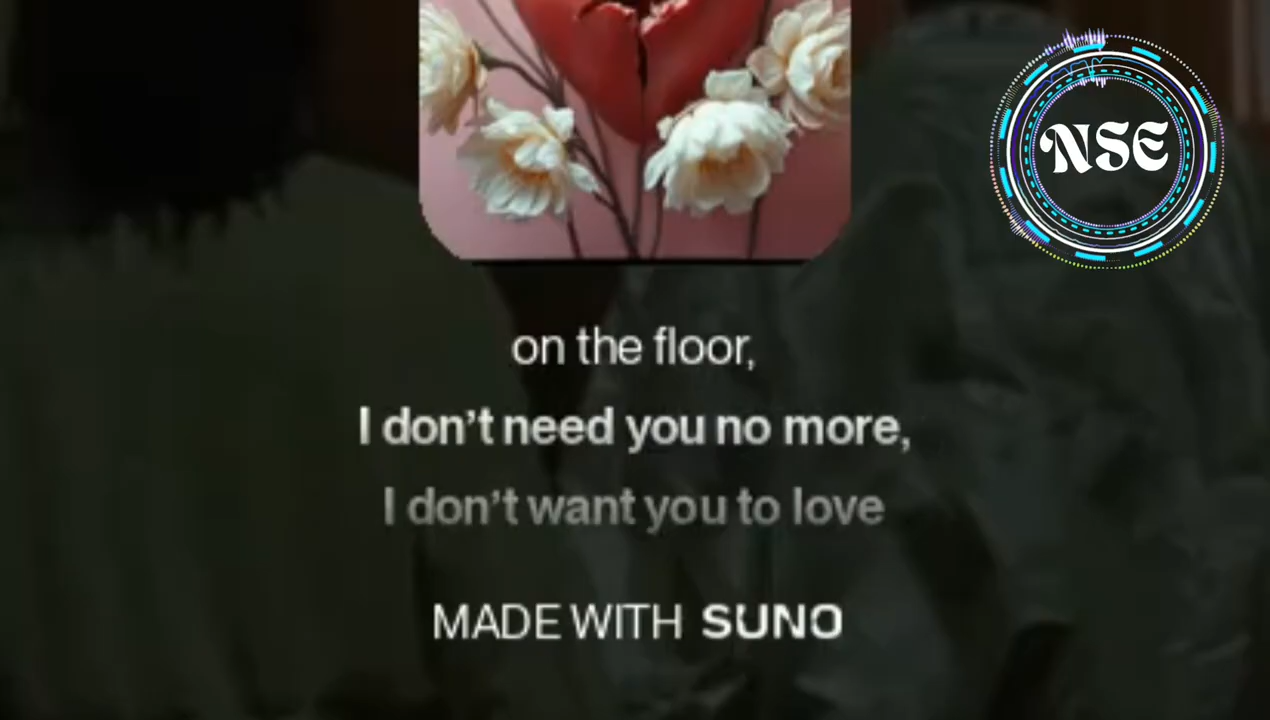 NSE
on the floor,
I don't need you no more,
I don't want you to love
MADE WITH SUNO